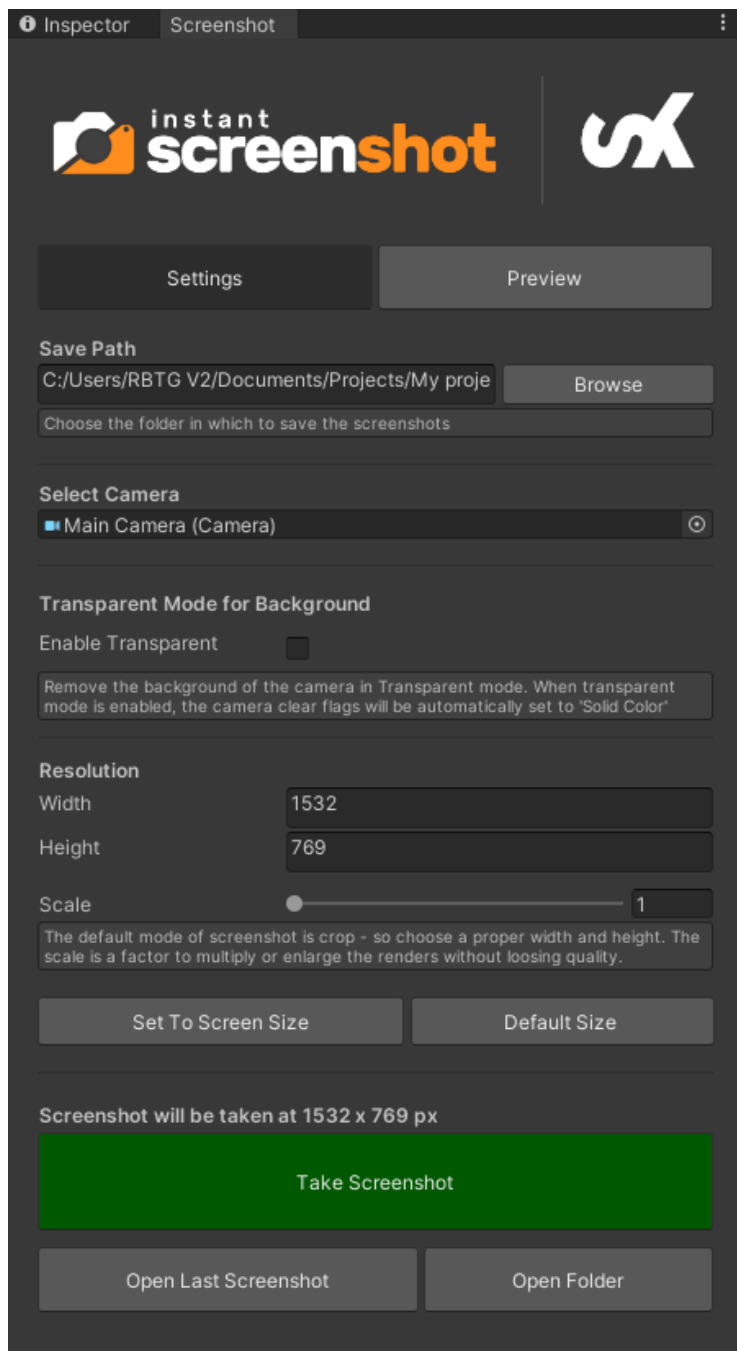 Inspector
Screenshot
instant
screenshot
Settings
Preview
Save Path
C:/Users/RBTG V2/Documents/Projects/My proje
Browse
Choose the folder in which to save the screenshots
Select Camera
Main Camera (Camera)
Transparent Mode for Background
Enable Transparent
Remove the background of the camera in Transparent mode. When transparent
mode is enabled, the camera clear flags will be automatically set to 'Solid Color'
Resolution
Width
1532
Height
769
Scale
1
The default mode of screenshot is crop - so choose a proper width and height. The
scale is a factor to multiply or enlarge the renders without loosing quality.
Set To Screen Size
Default Size
Screenshot will be taken at 1532 x 769 px
Take Screenshot
Open Last Screenshot
Open Folder